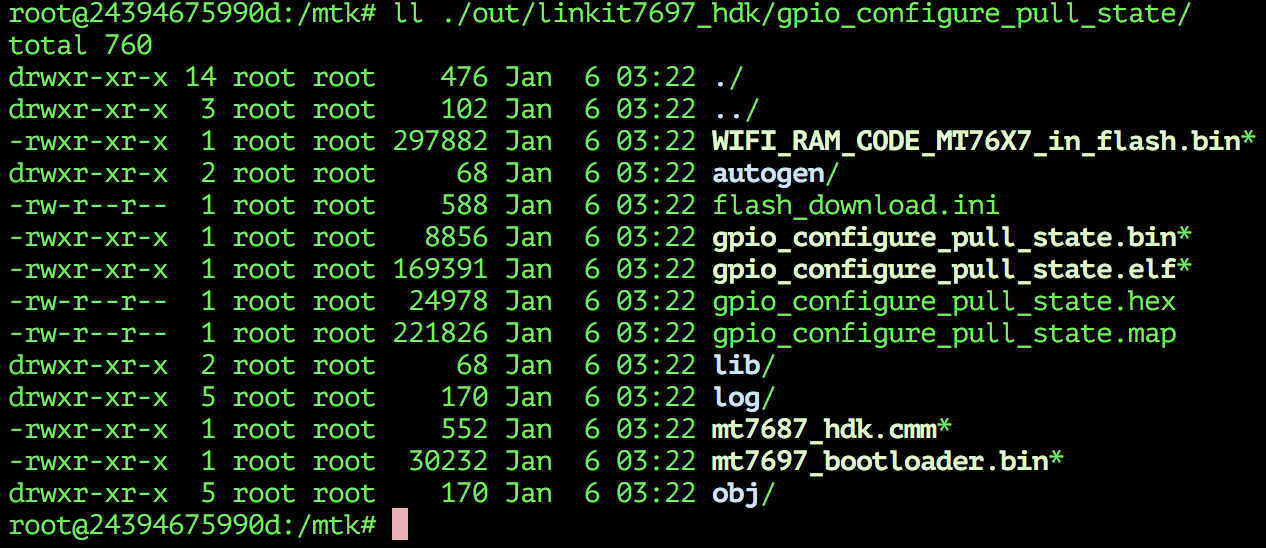 root@24394675990d:/mtk# ll ./out/linkit7697_hdk/gpio_configure_pull_state/
total 760
drwxr-xr-x 14 root root    476 Jan  6 03:22 ./
drwxr-xr-x  3 root root    102 Jan  6 03:22 ../
-rwxr-xr-x  1 root root 297882 Jan  6 03:22 WIFI_RAM_CODE_MT76X7_in_flash.bin*
drwxr-xr-x  2 root root     68 Jan  6 03:22 autogen/
-rw-r--r--  1 root root    588 Jan  6 03:22 flash_download.ini
-rwxr-xr-x  1 root root   8856 Jan  6 03:22 gpio_configure_pull_state.bin*
-rwxr-xr-x  1 root root 169391 Jan  6 03:22 gpio_configure_pull_state.elf*
-rw-r--r--  1 root root  24978 Jan  6 03:22 gpio_configure_pull_state.hex
-rw-r--r--  1 root root 221826 Jan  6 03:22 gpio_configure_pull_state.map
drwxr-xr-x  2 root root     68 Jan  6 03:22 lib/
drwxr-xr-x  5 root root    170 Jan  6 03:22 log/
-rwxr-xr-x  1 root root    552 Jan  6 03:22 mt7687_hdk.cmm*
-rwxr-xr-x  1 root root  30232 Jan  6 03:22 mt7697_bootloader.bin*
drwxr-xr-x  5 root root    170 Jan  6 03:22 obj/
root@24394675990d:/mtk#